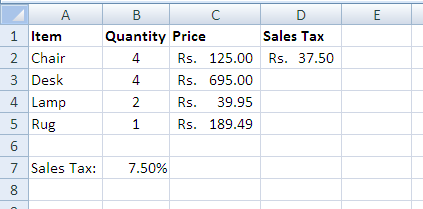 A B C D E
1 Item Quantity Price Sales Tax
2 Chair 4 Rs. 125.00 Rs. 37.50
3 Desk 4 Rs. 695.00
4 Lamp 2 Rs. 39.95
5 Rug 1 Rs. 189.49
6
7 Sales Tax: 7.50%
8